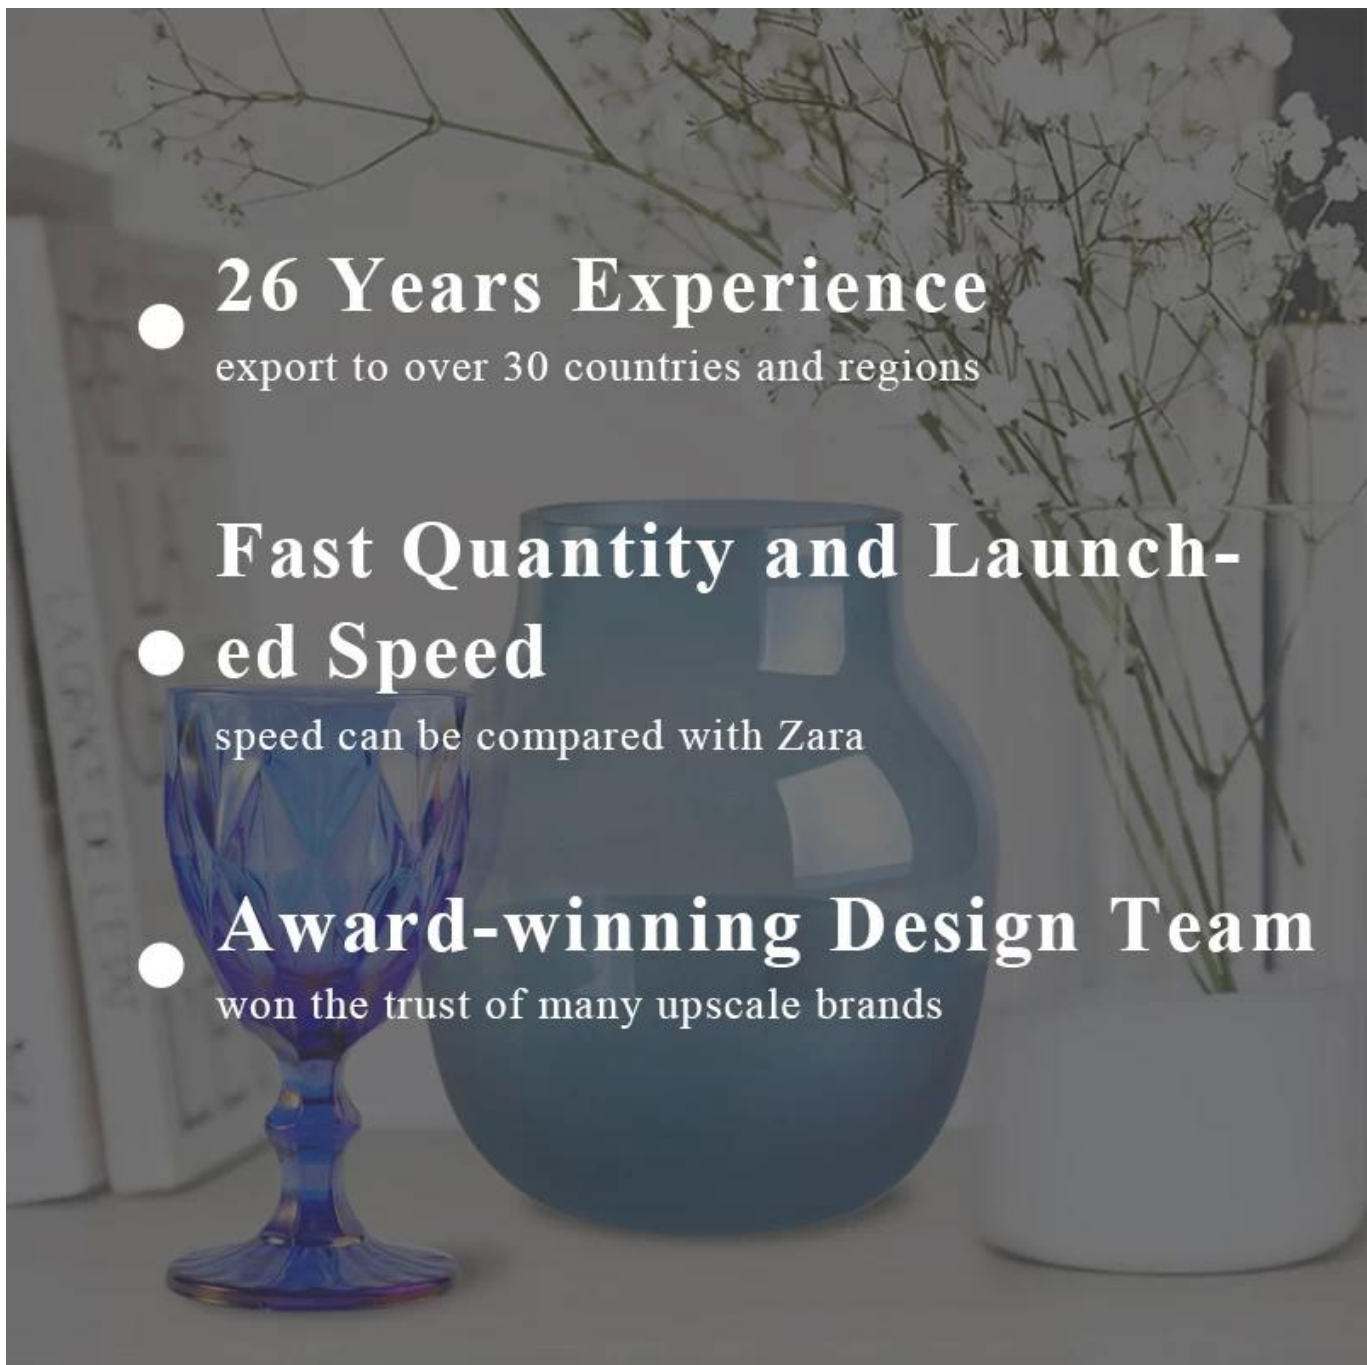 26 Years Experience
export to over 30 countries and regions
Fast Quantity and Launch-
ed Speed
speed can be compared with Zara
Award-winning Design Team
won the trust of many upscale brands